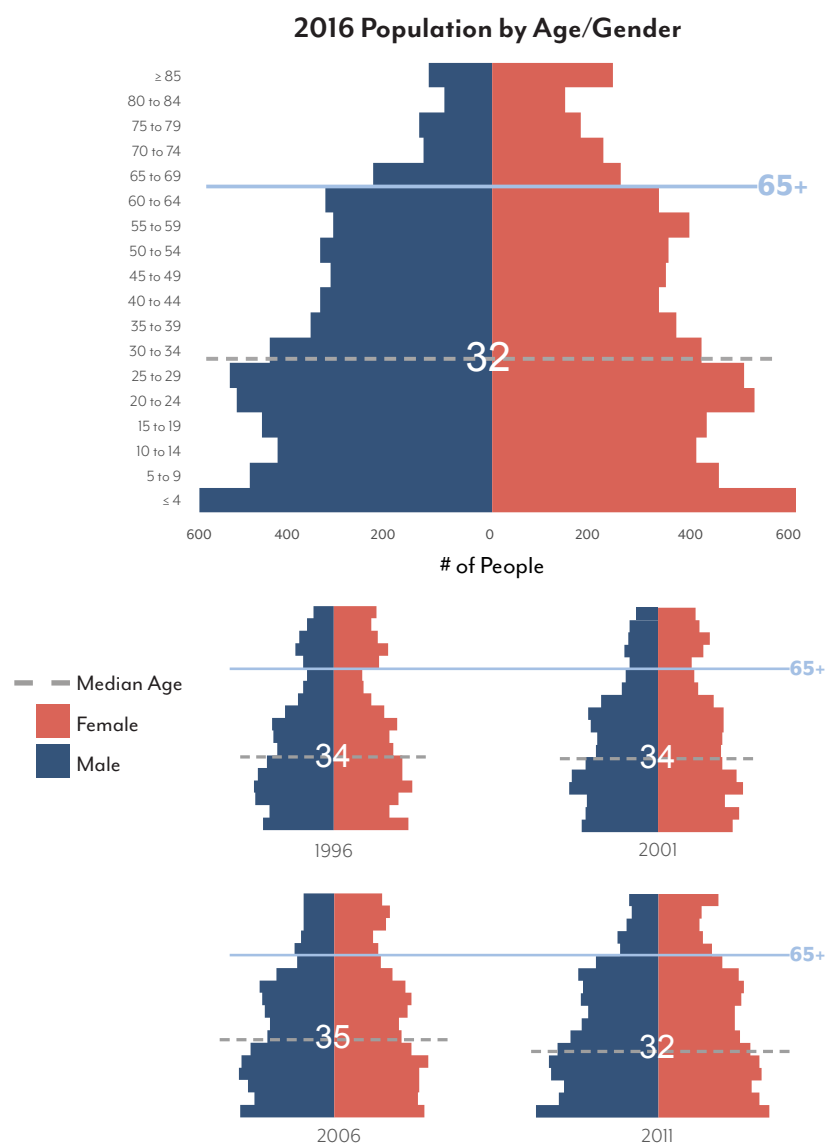 2016 Population by Age/Gender
≥ 85
80 to 84
75 to 79
70 to 74
65 to 69
65+
60 to 64
55 to 59
50 to 54
45 to 49
40 to 44
35 to 39
30 to 34
32
25 to 29
20 to 24
15 to 19
10 to 14
5 to 9
≤ 4
600 400 200 0 200 400 600
# of People
65+
Median Age
Female
Male
34
34
1996
2001
65+
35
32
2006
2011